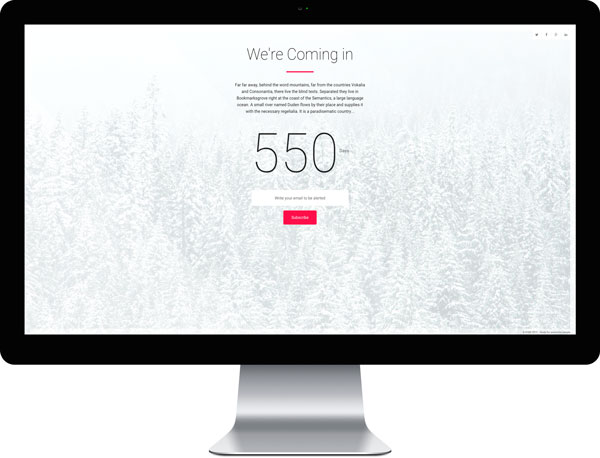 We're Coming in
Far far away, behind the word mountains, far from the countries Vokalia
and Consonantia, there live the blind texts. Separated they live in
Bookmarksgrove right at the coast of the Semantics, a large language
ocean. A small river named Duden flows by their place and supplies it
with the necessary regelialia. It is a paradisematic country...
550
Days
Write your email to be alerted
Subscribe